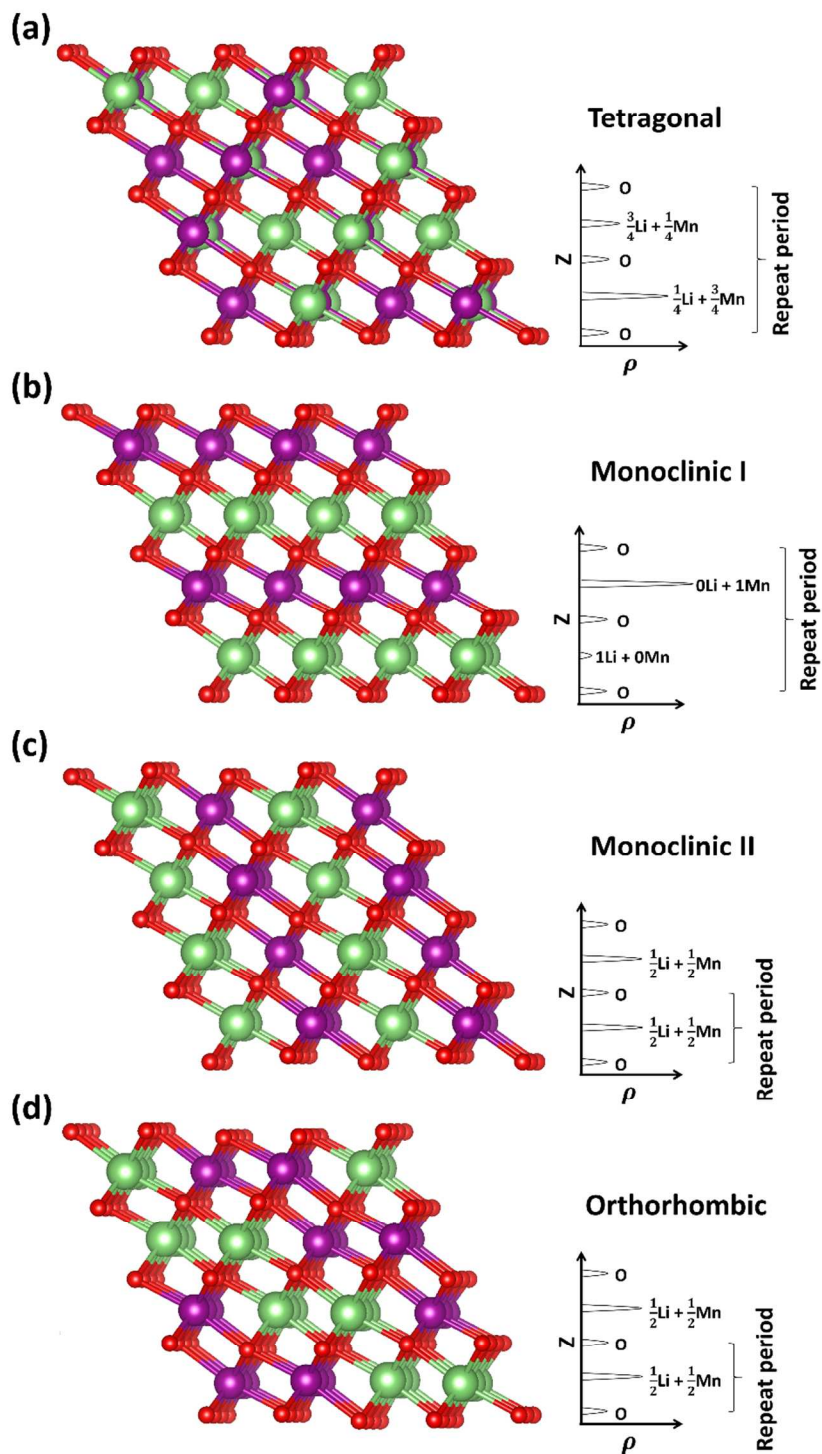 (a)
Tetragonal
O
3/4Li + 1/4Mn
Z
O
1/4Li + 3/4Mn
O
ρ
Repeat period
(b)
Monoclinic I
O
0Li + 1Mn
Z
O
1Li + 0Mn
O
ρ
Repeat period
(c)
Monoclinic II
O
1/2Li + 1/2Mn
Z
O
1/2Li + 1/2Mn
O
ρ
Repeat period
(d)
Orthorhombic
O
1/2Li + 1/2Mn
Z
O
1/2Li + 1/2Mn
O
ρ
Repeat period